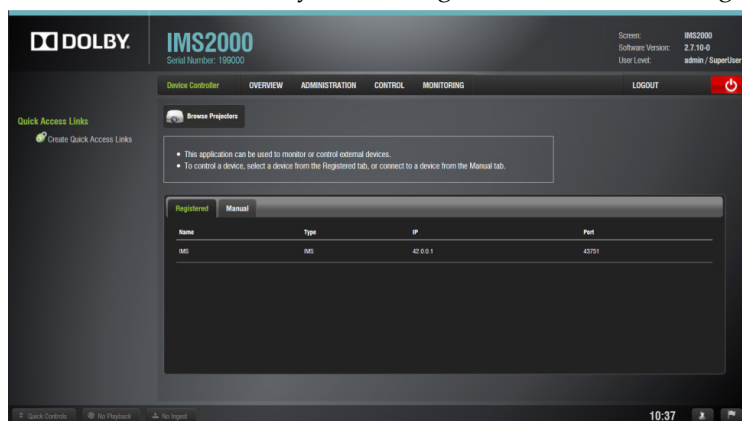 DOLBY.
IMS2000
Serial Number: 199000
Screen: IMS2000
Software Version: 2.7.10-0
User Level: admin / SuperUser
Device Controller OVERVIEW ADMINISTRATION CONTROL MONITORING LOGOUT
Quick Access Links
Create Quick Access Links
Browse Projectors
• This application can be used to monitor or control external devices.
• To control a device, select a device from the Registered tab, or connect to a device from the Manual tab.
Registered Manual
Name Type IP Port
IMS IMS 42.0.0.1 43751
Quick Controls No Playback No Ingest 10:37